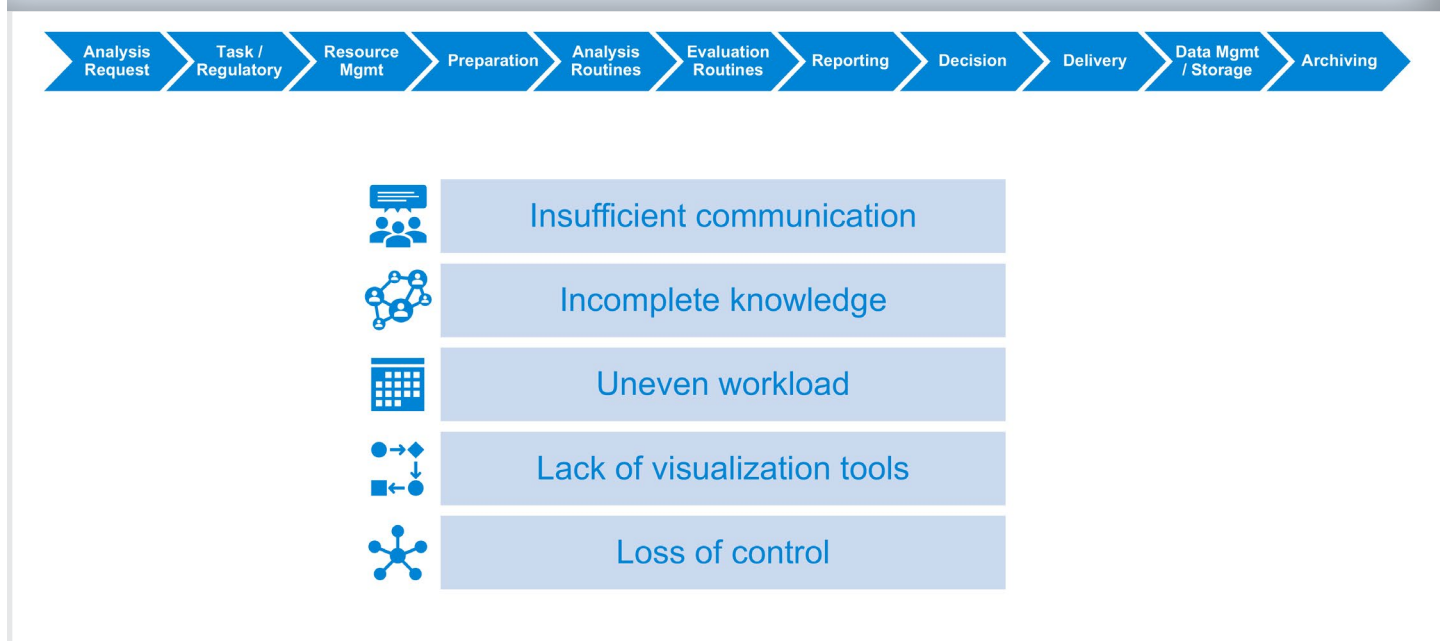 Analysis
Request
Task /
Regulatory
Resource
Mgmt
Preparation
Analysis
Routines
Evaluation
Routines
Reporting
Decision
Delivery
Data Mgmt
/ Storage
Archiving
Insufficient communication
Incomplete knowledge
Uneven workload
Lack of visualization tools
Loss of control